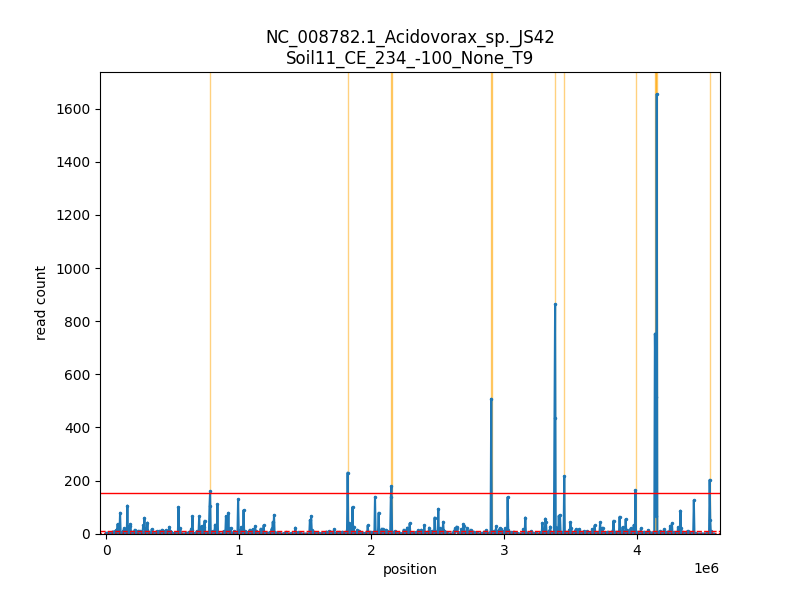 NC_008782.1_Acidovorax_sp._JS42
Soil11_CE_234_-100_None_T9
1600
1400
1200
1000
800
600
400
200
0
read count
0 1 2 3 4
1e6
position